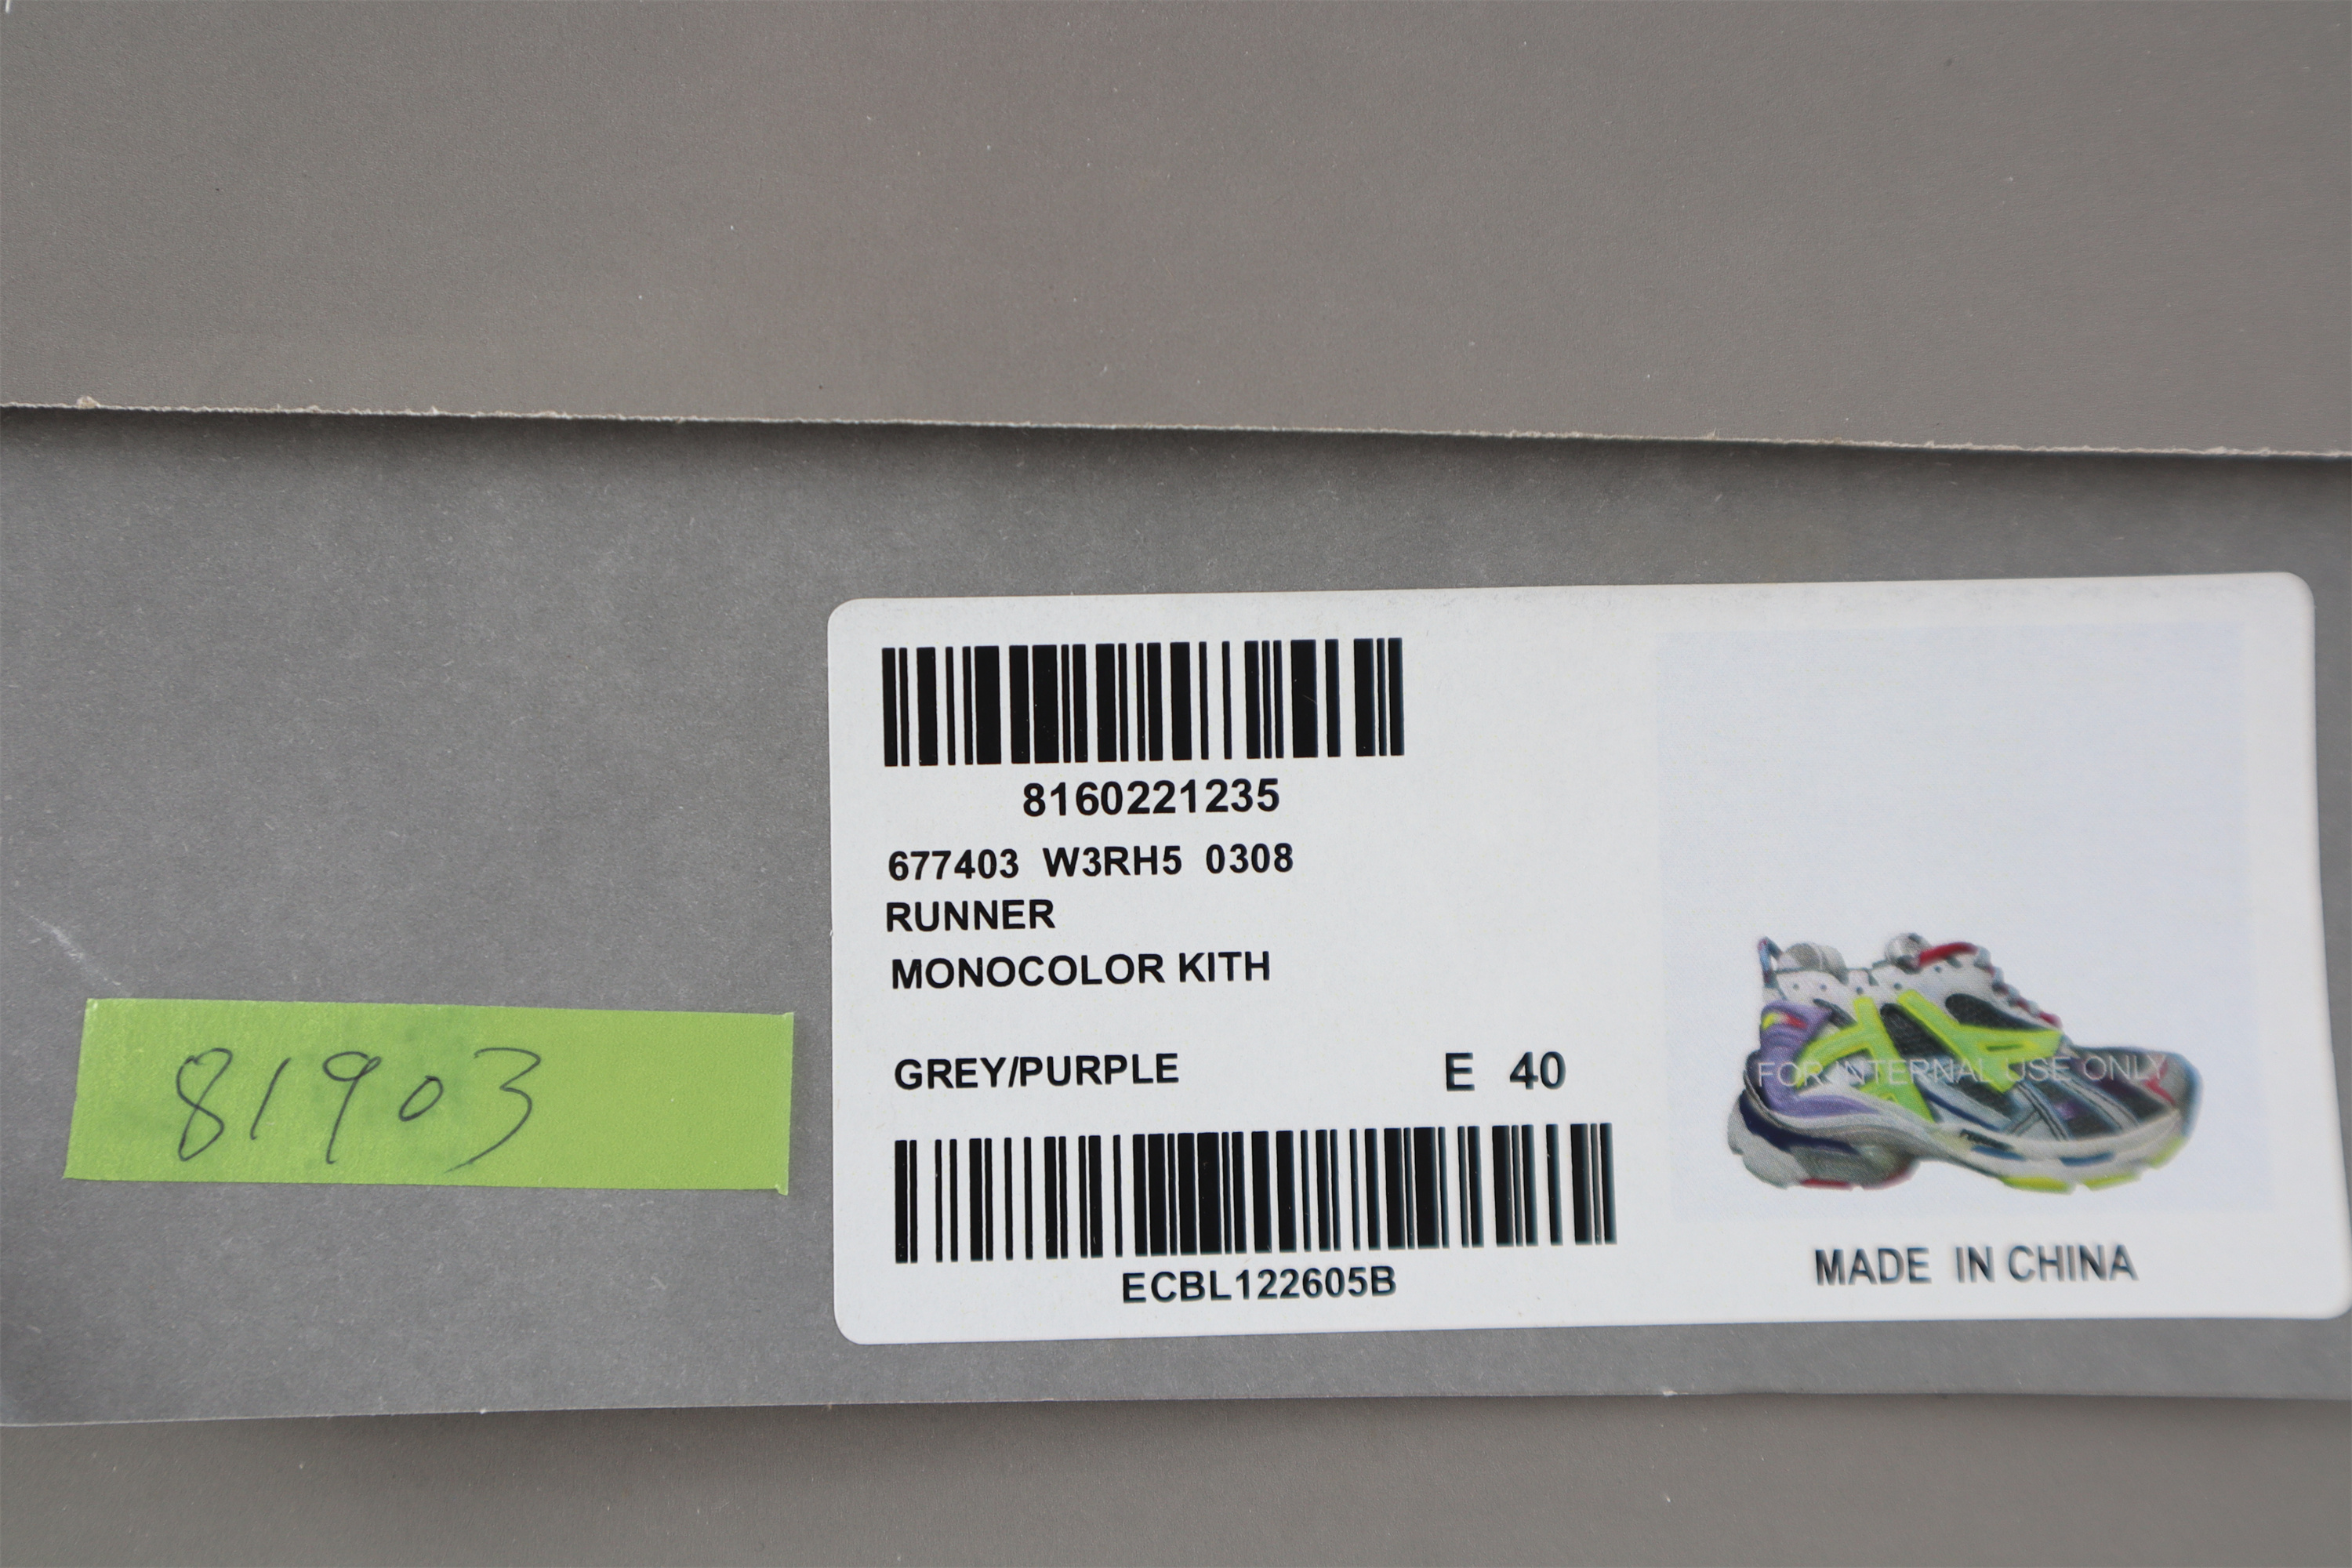 8160221235
677403 W3RH5 0308
RUNNER
MONOCOLOR KITH
GREY/PURPLE E 40
ECBL122605B
FOR INTERNAL USE ONLY
MADE IN CHINA
81903